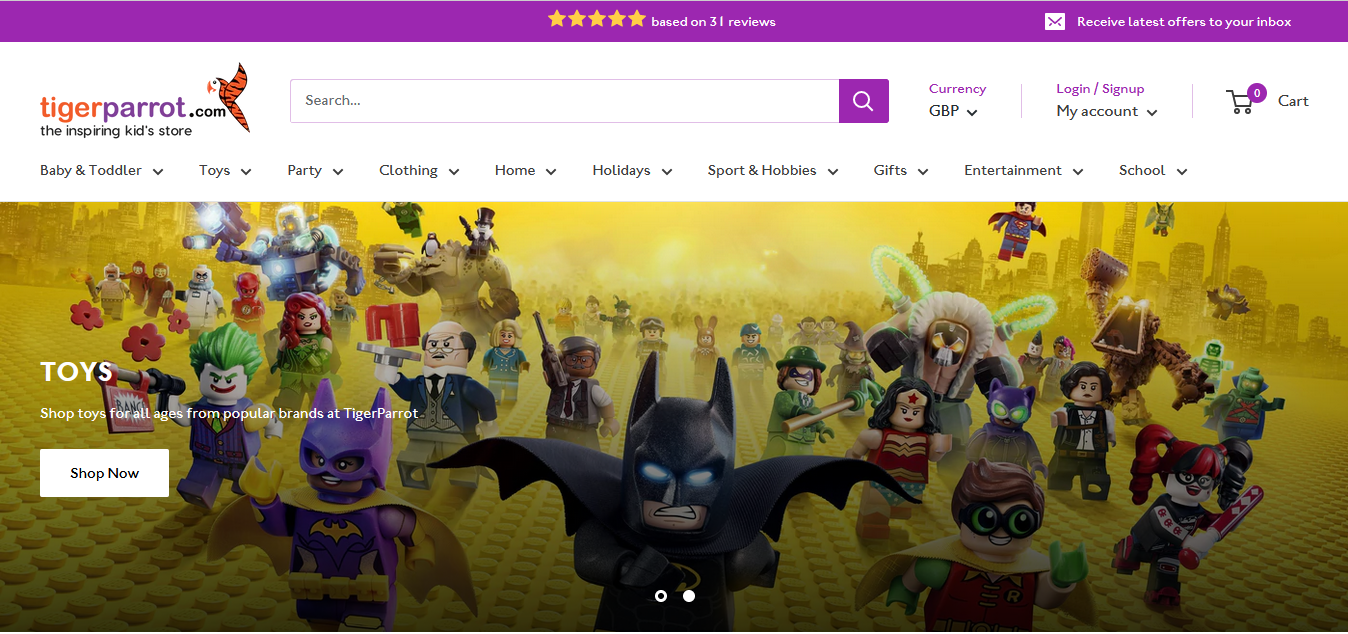 based on 31 reviews
Receive latest offers to your inbox
tigerparrot.com
the inspiring kid's store
Search...
Currency
GBP
Login / Signup
My account
0
Cart
Baby & Toddler
Toys
Party
Clothing
Home
Holidays
Sport & Hobbies
Gifts
Entertainment
School
TOYS
BANG!
Shop toys for all ages from popular brands at TigerParrot
Shop Now
R